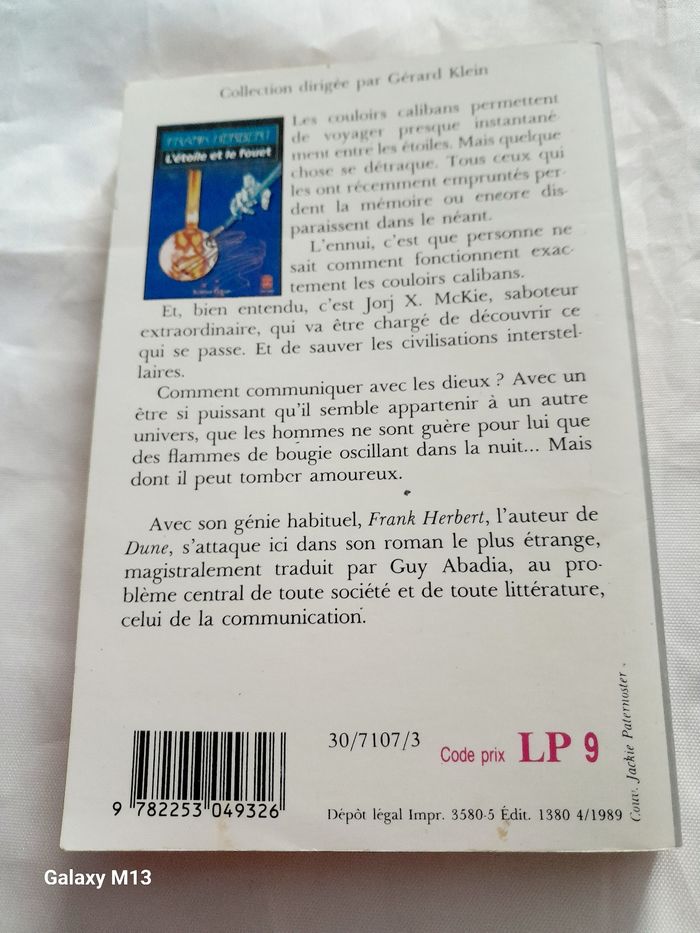 Collection dirigée par Gérard Klein
L'étoile et le fouet
Les couloirs calibans permettent
de voyager presque instantané-
ment entre les étoiles. Mais quelque
chose se détraque. Tous ceux qui
les ont récemment empruntés per-
dent la mémoire ou encore dis-
paraissent dans le néant.
L'ennui, c'est que personne ne
sait comment fonctionnent exac-
tement les couloirs calibans.
Et, bien entendu, c'est Jorj X. McKie, saboteur
extraordinaire, qui va être chargé de découvrir ce
qui se passe. Et de sauver les civilisations interstel-
laires.
Comment communiquer avec les dieux ? Avec un
être si puissant qu'il semble appartenir à un autre
univers, que les hommes ne sont guère pour lui que
des flammes de bougie oscillant dans la nuit... Mais
dont il peut tomber amoureux.
Avec son génie habituel, Frank Herbert, l'auteur de
Dune, s'attaque ici dans son roman le plus étrange,
magistralement traduit par Guy Abadia, au pro-
blème central de toute société et de toute littérature,
celui de la communication.
30/7107/3
Code prix LP 9
9 782253 049326
Dépôt légal Impr. 3580-5 Édit. 1380 4/1989
Couv. Jackie Paternoster.
Galaxy M13